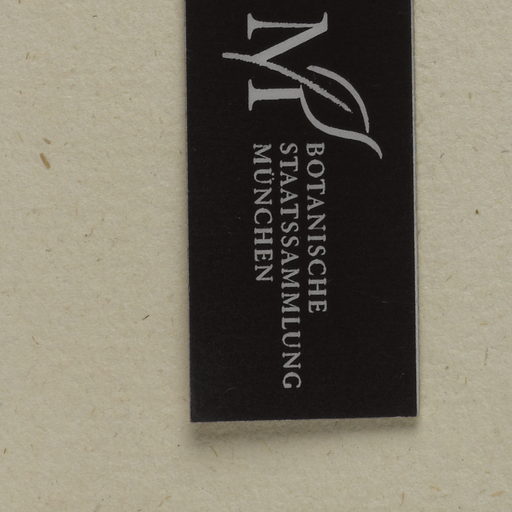 M
BOTANISCHE
STAATSSAMMLUNG
MÜNCHEN